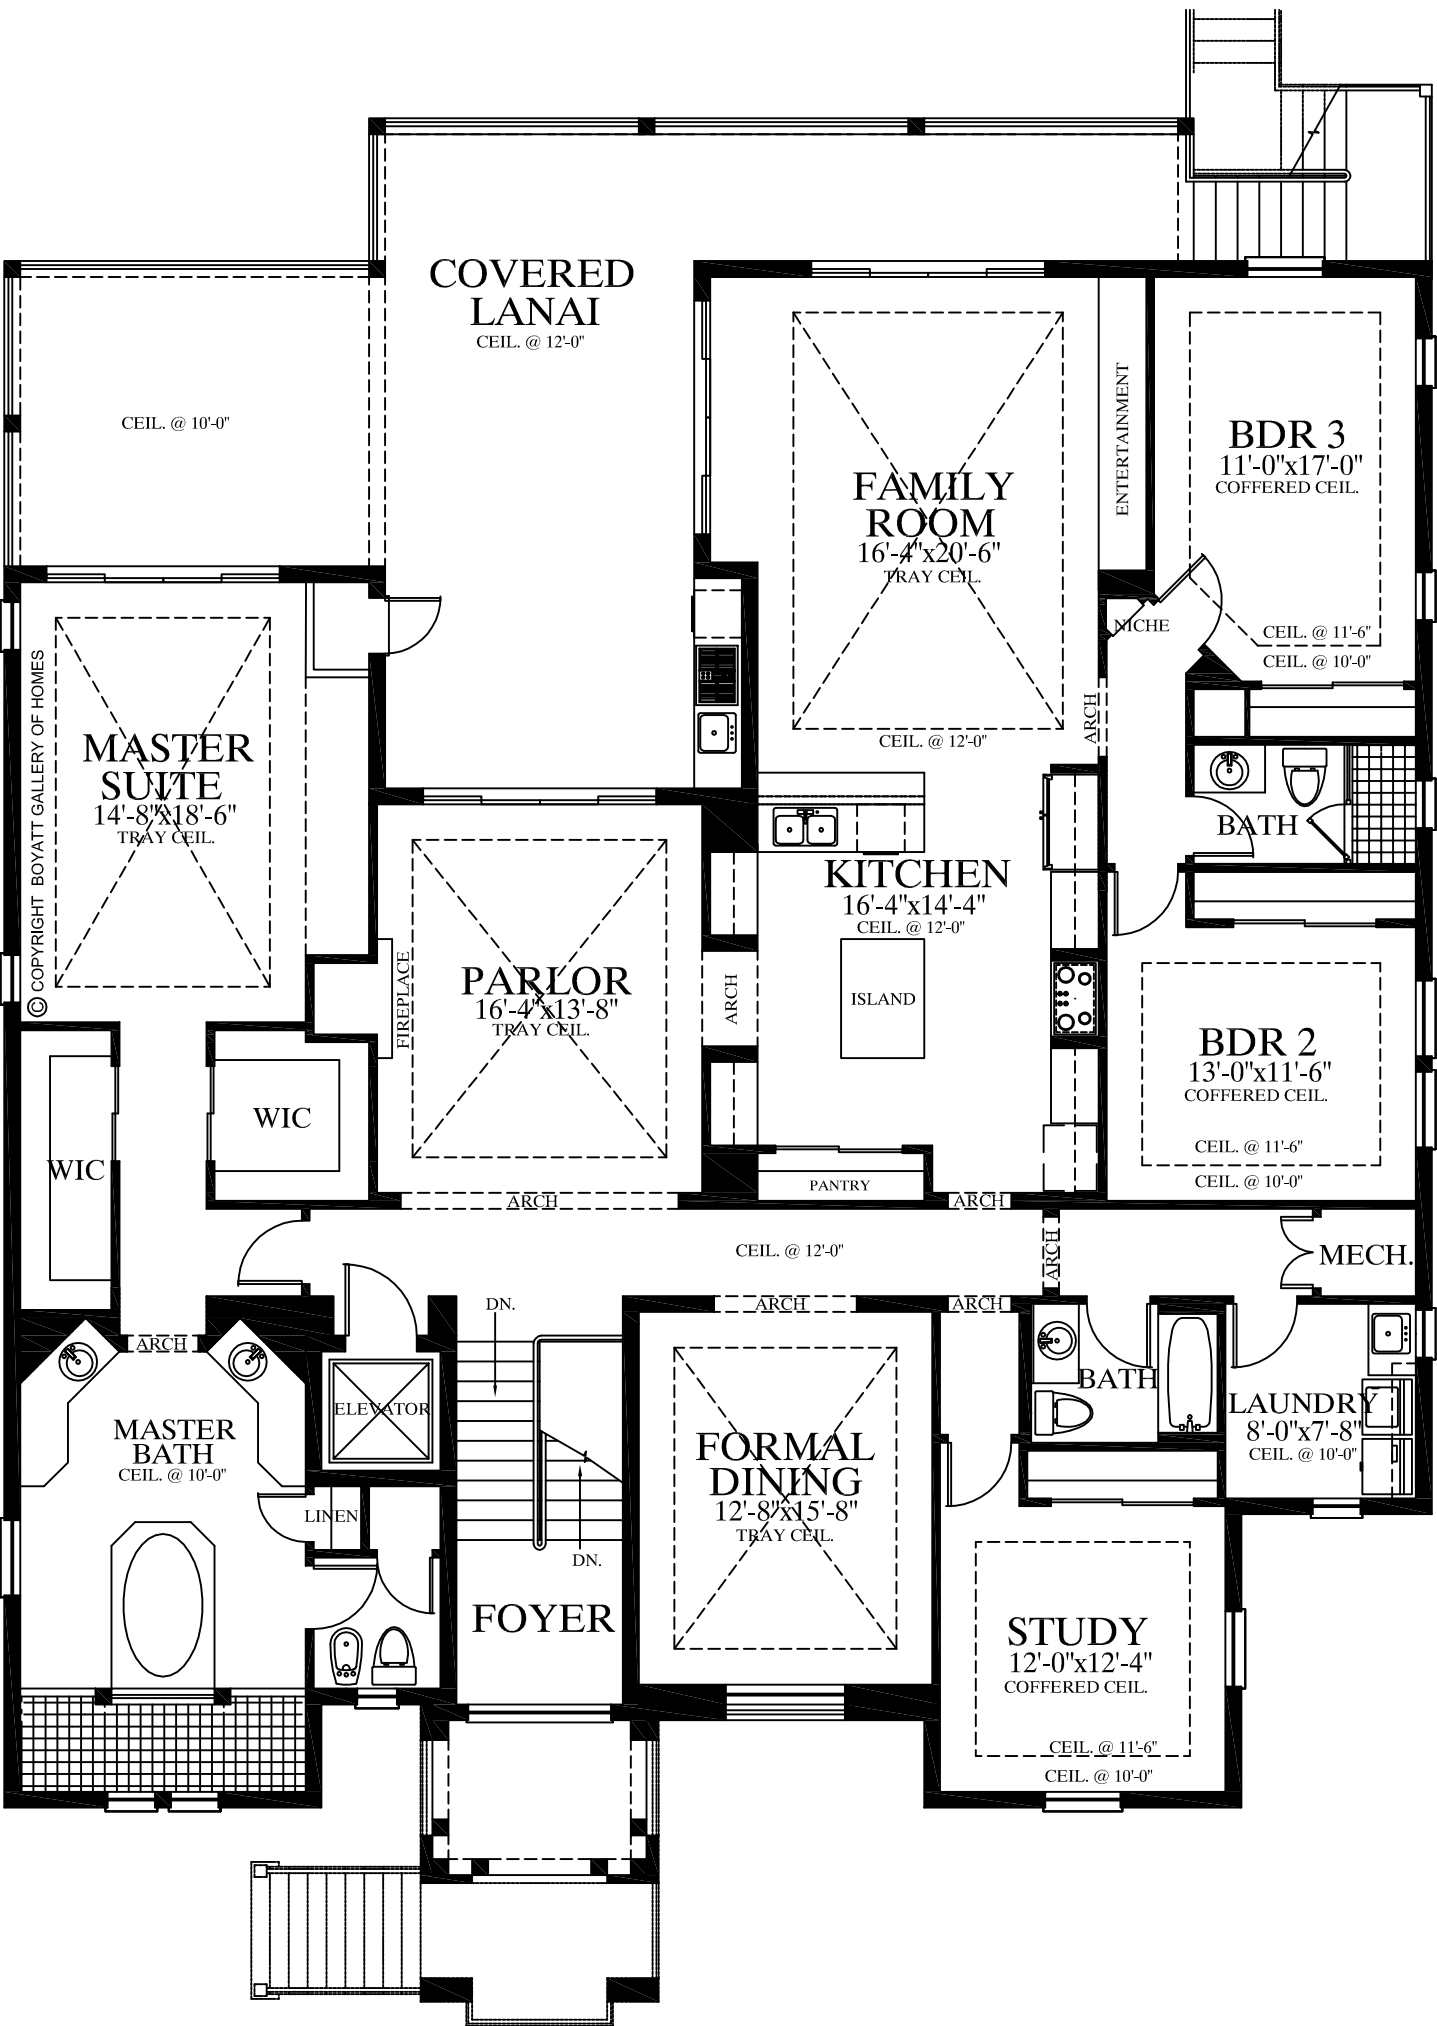 COVERED
LANAI
CEIL. @ 12'-0"
CEIL. @ 10'-0"
FAMILY
ROOM
16'-4"x20'-6"
TRAY CEIL.
CEIL. @ 12'-0"
ENTERTAINMENT
BDR 3
11'-0"x17'-0"
COFFERED CEIL.
CEIL. @ 11'-6"
CEIL. @ 10'-0"
NICHE
ARCH
© COPYRIGHT BOYATT GALLERY OF HOMES
MASTER
SUITE
14'-8"x18'-6"
TRAY CEIL.
BATH
KITCHEN
16'-4"x14'-4"
CEIL. @ 12'-0"
ISLAND
PARLOR
16'-4"x13'-8"
TRAY CEIL.
FIREPLACE
ARCH
BDR 2
13'-0"x11'-6"
COFFERED CEIL.
CEIL. @ 11'-6"
CEIL. @ 10'-0"
WIC
WIC
PANTRY
ARCH
ARCH
CEIL. @ 12'-0"
ARCH
MECH.
DN.
ARCH
ARCH
ARCH
ELEVATOR
BATH
LAUNDRY
8'-0"x7'-8"
CEIL. @ 10'-0"
MASTER
BATH
CEIL. @ 10'-0"
FORMAL
DINING
12'-8"x15'-8"
TRAY CEIL.
LINEN
DN.
FOYER
STUDY
12'-0"x12'-4"
COFFERED CEIL.
CEIL. @ 11'-6"
CEIL. @ 10'-0"